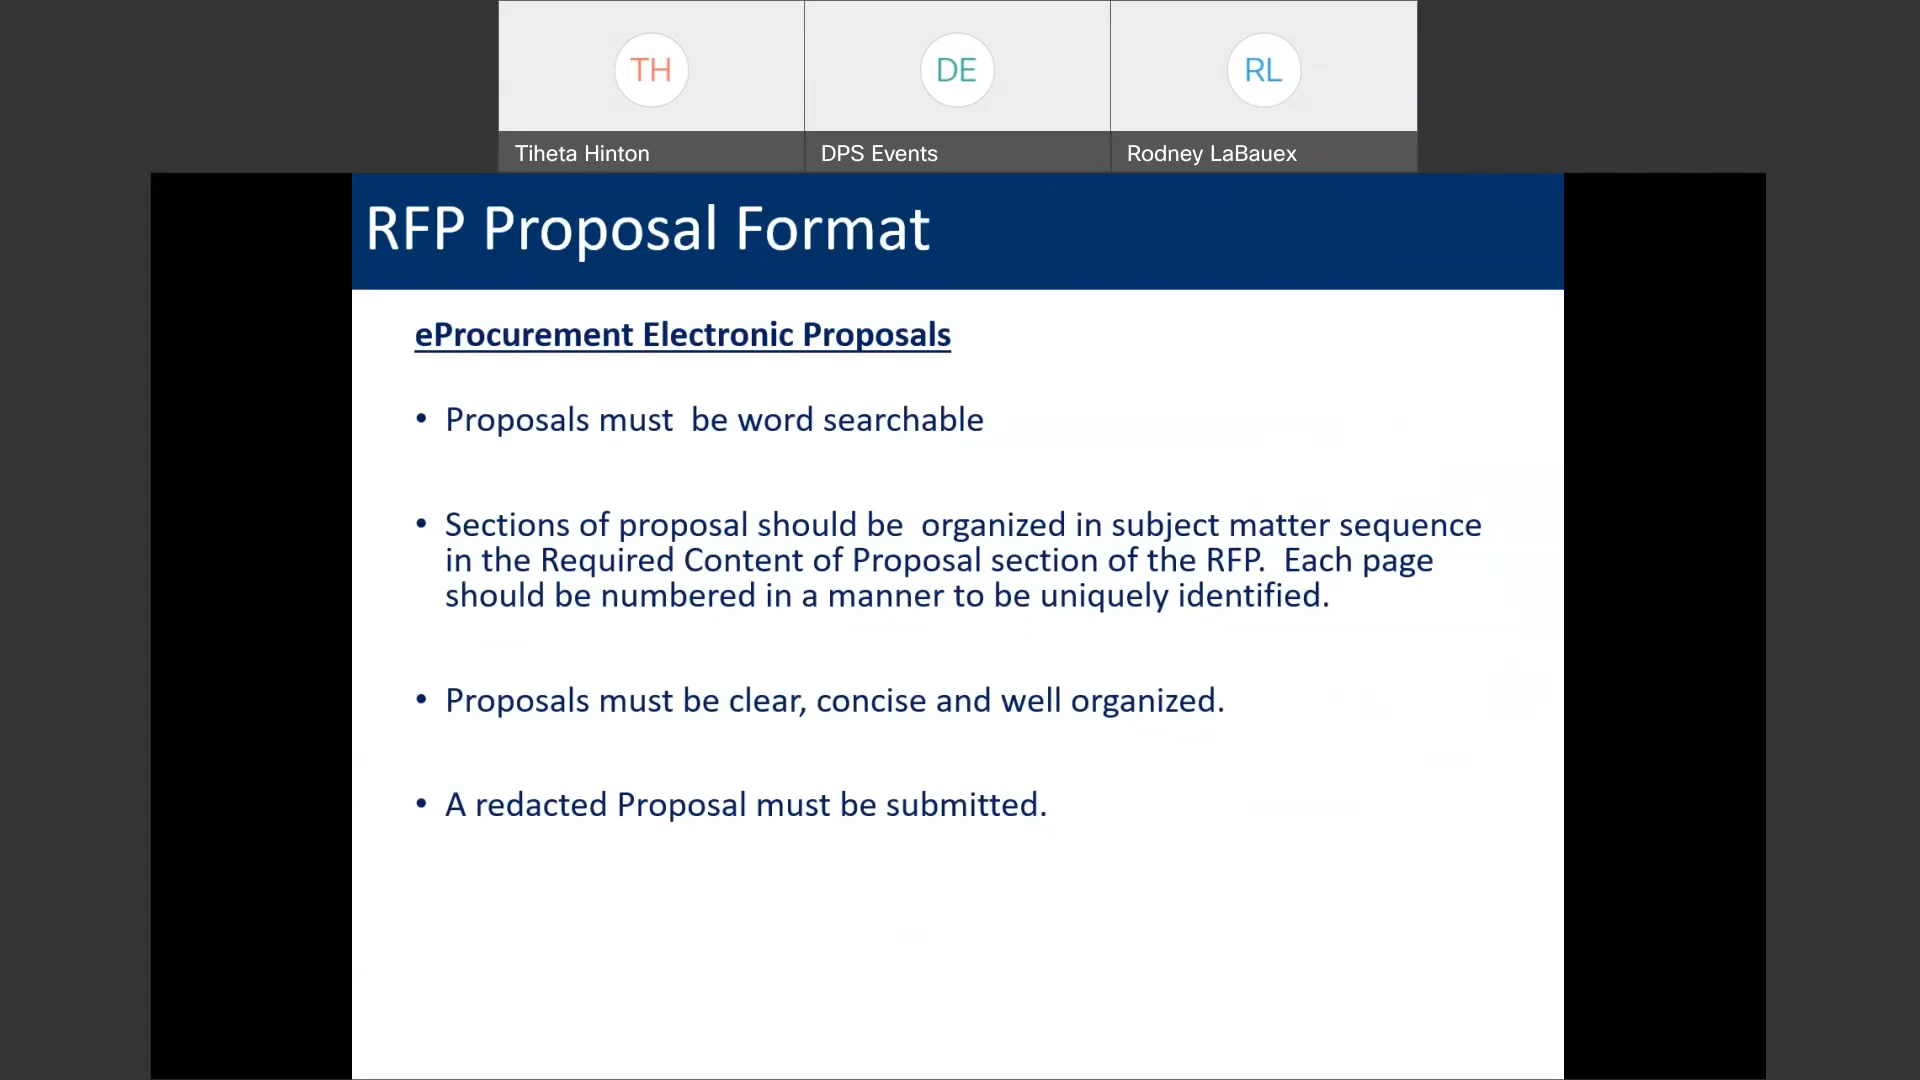 TH
DE
RL
Tiheta Hinton
DPS Events
Rodney LaBauex
RFP Proposal Format
eProcurement Electronic Proposals
• Proposals must  be word searchable
• Sections of proposal should be  organized in subject matter sequence
in the Required Content of Proposal section of the RFP.  Each page
should be numbered in a manner to be uniquely identified.
• Proposals must be clear, concise and well organized.
• A redacted Proposal must be submitted.